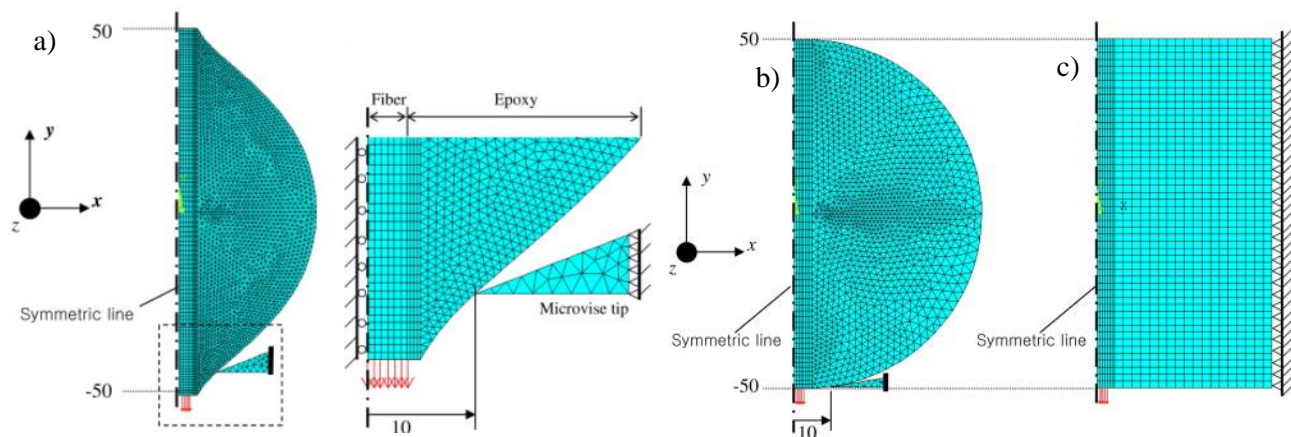 a)
50
y
x
z
Symmetric line
-50
Fiber
Epoxy
Microvise tip
10
b)
50
y
x
z
Symmetric line
-50
10
c)
x
Symmetric line